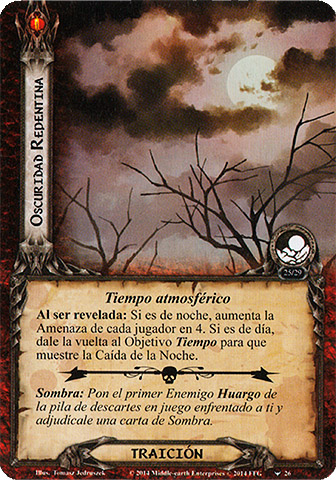 OSCURIDAD REPENTINA
25/29
Tiempo atmosférico
Al ser revelada: Si es de noche, aumenta la
Amenaza de cada jugador en 4. Si es de día,
dale la vuelta al Objetivo Tiempo para que
muestre la Caída de la Noche.
Sombra: Pon el primer Enemigo Huargo de
la pila de descartes en juego enfrentado a ti y
adjudícale una carta de Sombra.
TRAICIÓN
Illus. Tomasz Jedruszek © 2014 Middle-earth Enterprises © 2014 FFG 26